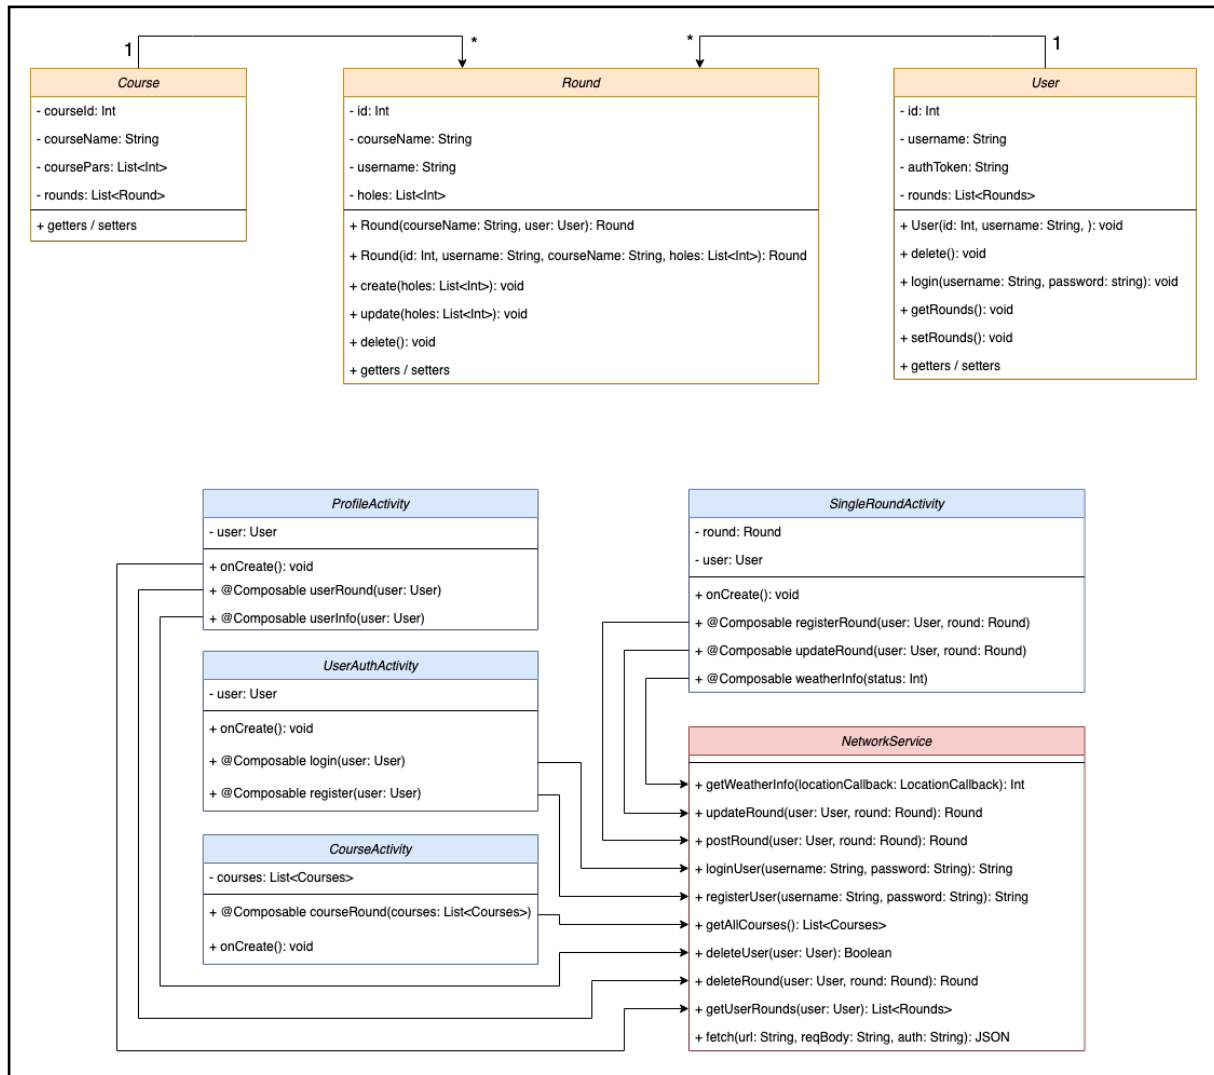 1
*
*
1
Course
- courseId: Int
- courseName: String
- coursePars: List<Int>
- rounds: List<Round>
+ getters / setters
Round
- id: Int
- courseName: String
- username: String
- holes: List<Int>
+ Round(courseName: String, user: User): Round
+ Round(id: Int, username: String, courseName: String, holes: List<Int>): Round
+ create(holes: List<Int>): void
+ update(holes: List<Int>): void
+ delete(): void
+ getters / setters
User
- id: Int
- username: String
- authToken: String
- rounds: List<Rounds>
+ User(id: Int, username: String, ): void
+ delete(): void
+ login(username: String, password: string): void
+ getRounds(): void
+ setRounds(): void
+ getters / setters
ProfileActivity
- user: User
+ onCreate(): void
+ @Composable userRound(user: User)
+ @Composable userInfo(user: User)
UserAuthActivity
- user: User
+ onCreate(): void
+ @Composable login(user: User)
+ @Composable register(user: User)
CourseActivity
- courses: List<Courses>
+ @Composable courseRound(courses: List<Courses>)
+ onCreate(): void
SingleRoundActivity
- round: Round
- user: User
+ onCreate(): void
+ @Composable registerRound(user: User, round: Round)
+ @Composable updateRound(user: User, round: Round)
+ @Composable weatherInfo(status: Int)
NetworkService
+ getWeatherInfo(locationCallback: LocationCallback): Int
+ updateRound(user: User, round: Round): Round
+ postRound(user: User, round: Round): Round
+ loginUser(username: String, password: String): String
+ registerUser(username: String, password: String): String
+ getAllCourses(): List<Courses>
+ deleteUser(user: User): Boolean
+ deleteRound(user: User, round: Round): Round
+ getUserRounds(user: User): List<Rounds>
+ fetch(url: String, reqBody: String, auth: String): JSON